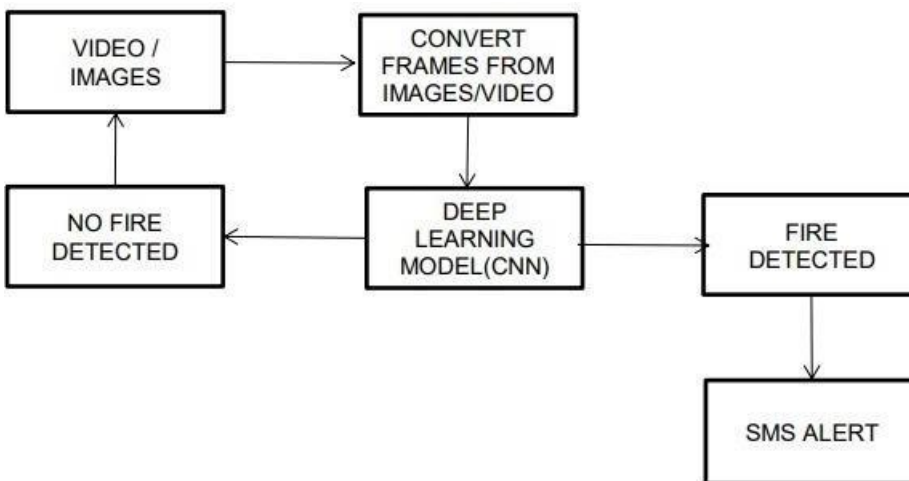 VIDEO /
IMAGES
CONVERT
FRAMES FROM
IMAGES/VIDEO
NO FIRE
DETECTED
DEEP
LEARNING
MODEL(CNN)
FIRE
DETECTED
SMS ALERT